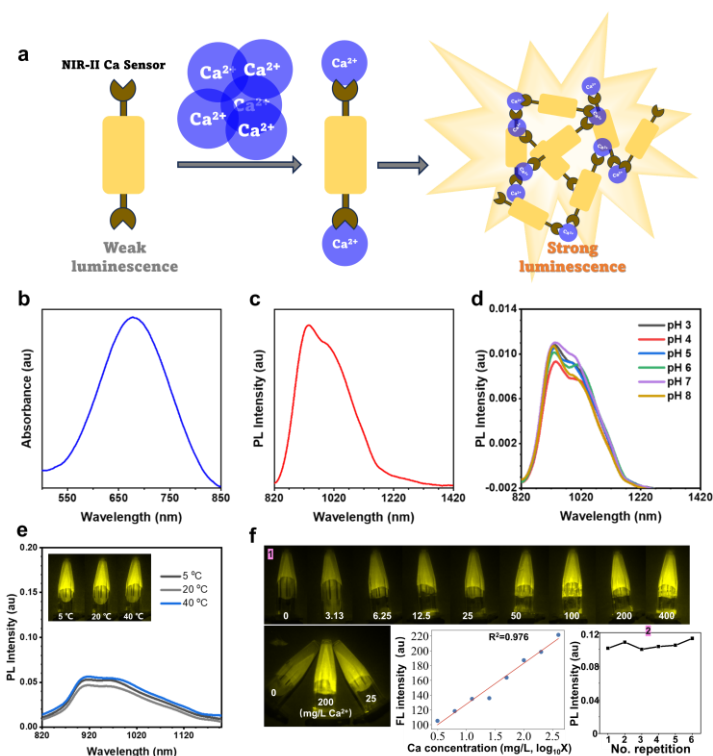 a
NIR-II Ca Sensor
Ca²⁺
Ca²⁺
Ca²⁺
Ca²⁺
Ca²⁺
Ca²⁺
Ca²⁺
Weak
luminescence
Strong
luminescence
b
Absorbance (au)
550
650
750
850
Wavelength (nm)
c
PL Intensity (au)
820
1020
1220
1420
Wavelength (nm)
d
PL Intensity (au)
0.014
0.010
0.006
0.002
-0.002
pH 3
pH 4
pH 5
pH 6
pH 7
pH 8
820
1020
1220
1420
Wavelength (nm)
e
PL Intensity (au)
0.20
0.15
0.10
0.05
0.00
5 ℃
20 ℃
40 ℃
5 ⁰C
20 ⁰C
40 ⁰C
820
920
1020
1120
Wavelength (nm)
f
1
0
3.13
6.25
12.5
25
50
100
200
400
0
200
25
(mg/L Ca²⁺)
FL intensity (au)
220
200
180
160
140
120
100
R²=0.976
0.5
1.0
1.5
2.0
2.5
Ca concentration (mg/L, log₁₀X)
2
PL Intensity (au)
0.12
0.08
0.04
0.00
1 2 3 4 5 6
No. repetition